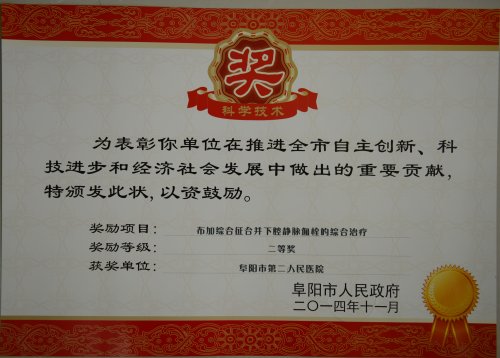 奖
科学技术
为表彰你单位在推进全市自主创新、科
技进步和经济社会发展中做出的重要贡献,
特颁发此状,以资鼓励。
奖励项目: 布加综合征合并下腔静脉血栓的综合治疗
奖励等级: 二等奖
获奖单位: 阜阳市第二人民医院
阜阳市人民政府
二〇一四年十一月